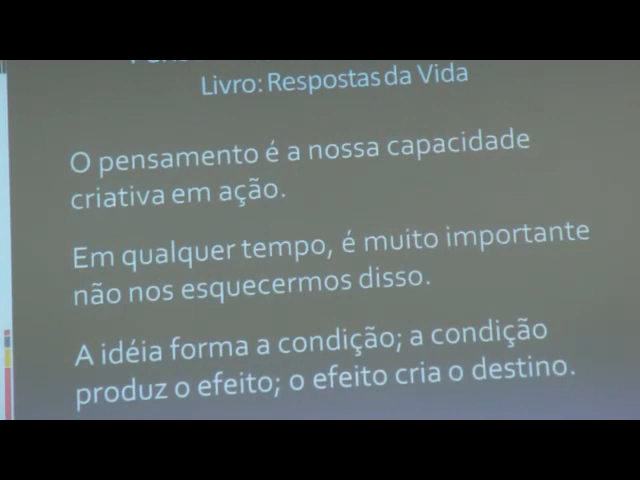 Livro: Respostas da Vida
O pensamento é a nossa capacidade
criativa em ação.
Em qualquer tempo, é muito importante
não nos esquecermos disso.
A idéia forma a condição; a condição
produz o efeito; o efeito cria o destino.